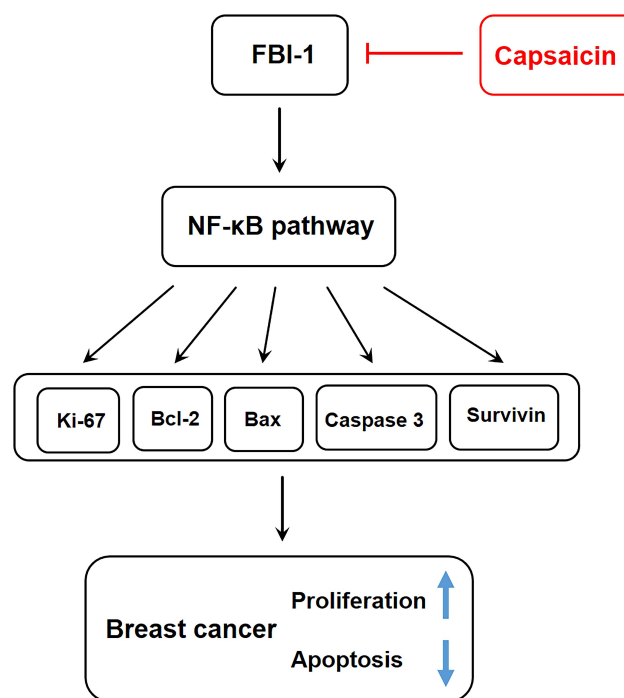 FBI-1
Capsaicin
NF-κB pathway
Ki-67
Bcl-2
Bax
Caspase 3
Survivin
Breast cancer
Proliferation
Apoptosis